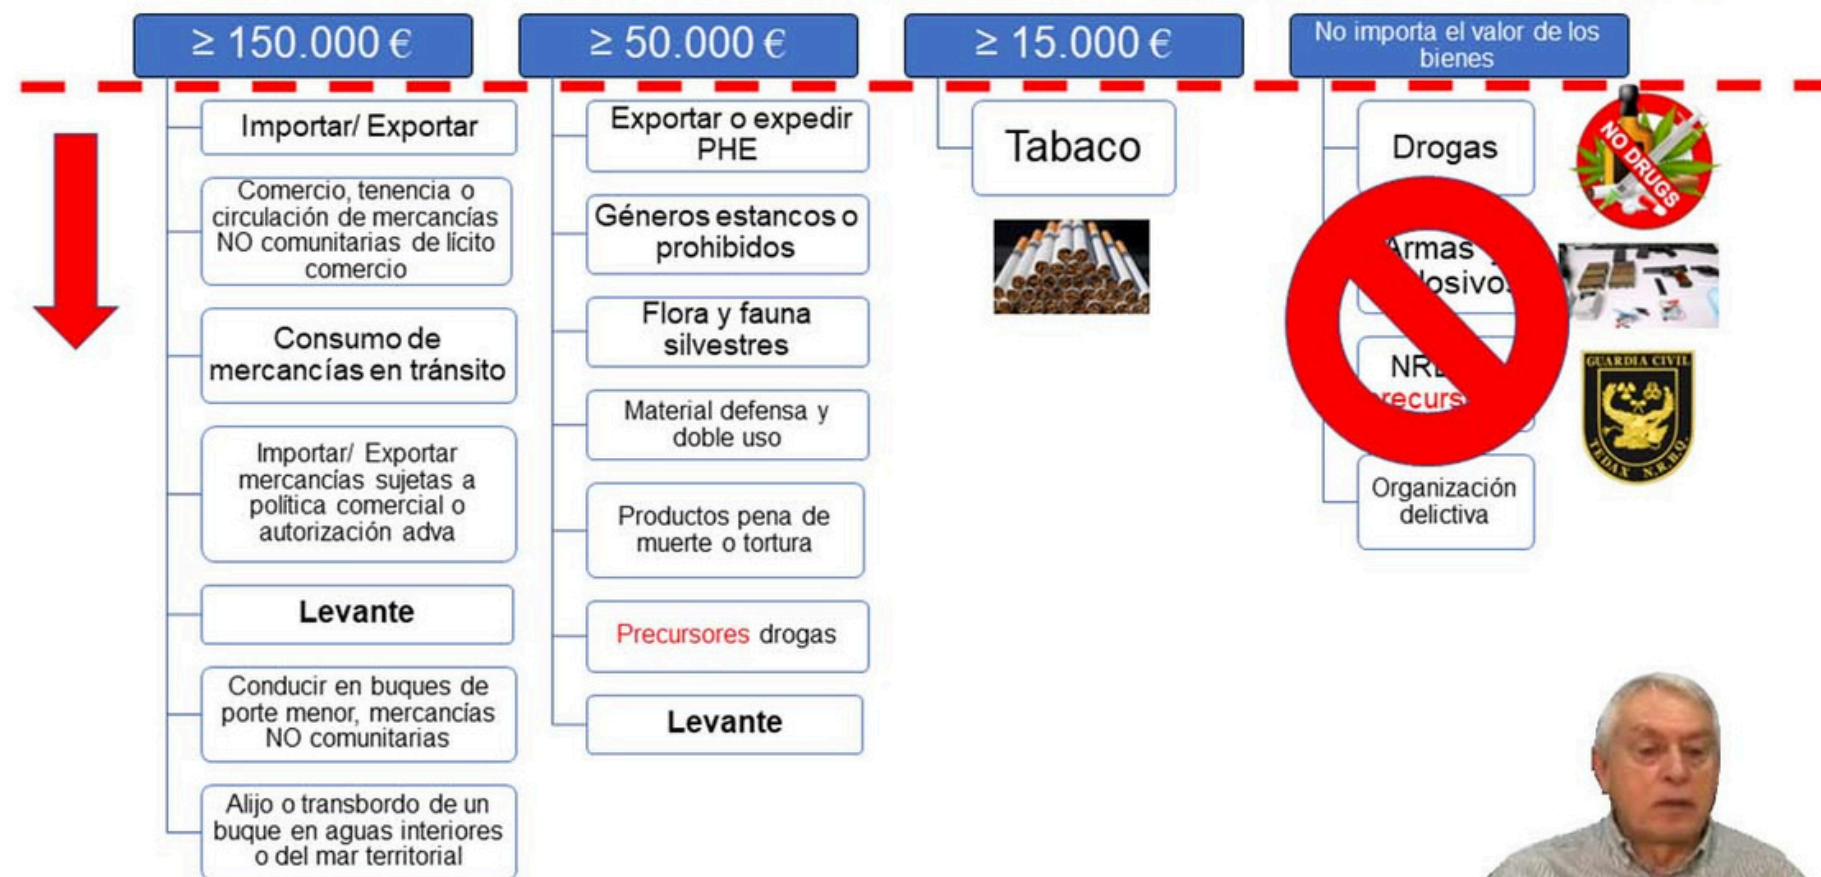 ≥ 150.000 €
Importar/ Exportar
Comercio, tenencia o
circulación de mercancías
NO comunitarias de lícito
comercio
Consumo de
mercancías en tránsito
Importar/ Exportar
mercancías sujetas a
política comercial o
autorización adva
Levante
Conducir en buques de
porte menor, mercancías
NO comunitarias
Alijo o transbordo de un
buque en aguas interiores
o del mar territorial
≥ 50.000 €
Exportar o expedir
PHE
Géneros estancos o
prohibidos
Flora y fauna
silvestres
Material defensa y
doble uso
Productos pena de
muerte o tortura
Precursores drogas
Levante
≥ 15.000 €
Tabaco
No importa el valor de los
bienes
Drogas
Armas
Organización
delictiva
NO DRUGS
GUARDIA CIVIL
TEDAX N.R.B.Q.